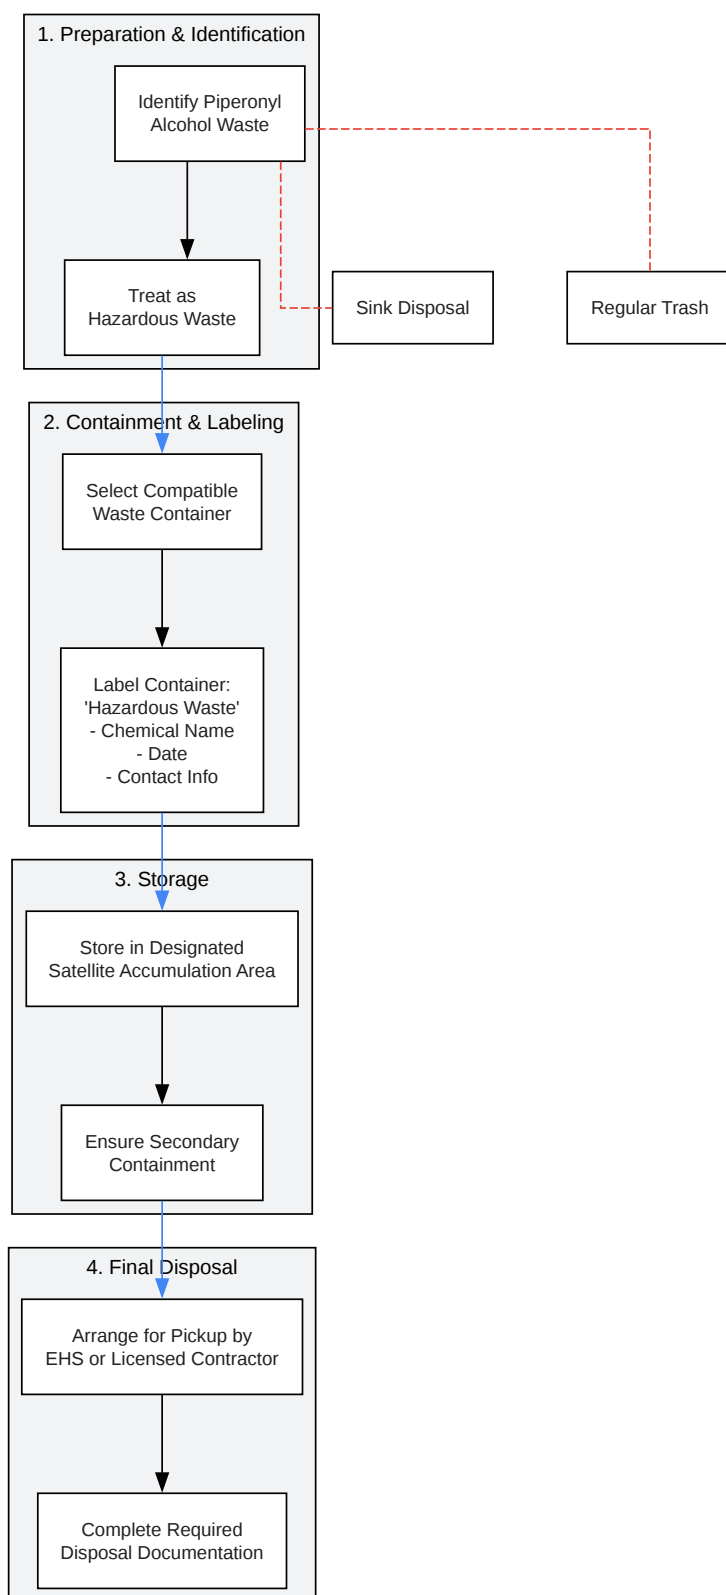 1. Preparation & Identification
Identify Piperonyl
Alcohol Waste
Treat as
Hazardous Waste
Sink Disposal
Regular Trash
2. Containment & Labeling
Select Compatible
Waste Container
Label Container:
'Hazardous Waste'
- Chemical Name
- Date
- Contact Info
3. Storage
Store in Designated
Satellite Accumulation Area
Ensure Secondary
Containment
4. Final Disposal
Arrange for Pickup by
EHS or Licensed Contractor
Complete Required
Disposal Documentation